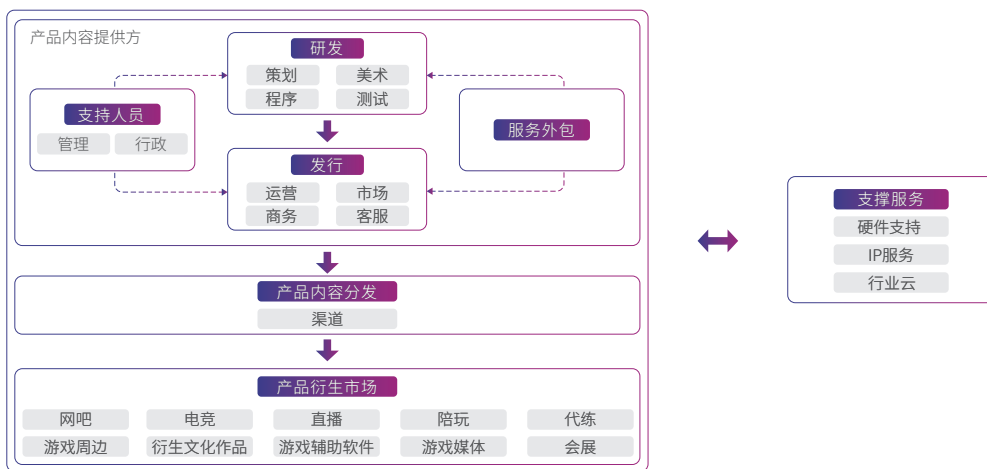 产品内容提供方
研发
策划 美术
程序 测试
支持人员
管理 行政
服务外包
发行
运营 市场
商务 客服
产品内容分发
渠道
产品衍生市场
网吧 电竞 直播 陪玩 代练
游戏周边 衍生文化作品 游戏辅助软件 游戏媒体 会展
支撑服务
硬件支持
IP服务
行业云